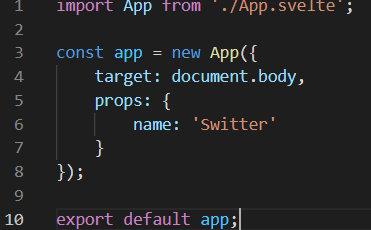 1 import App from './App.svelte';
2
3 const app = new App({
4     target: document.body,
5     props: {
6         name: 'Switter'
7     }
8 });
9
10 export default app;